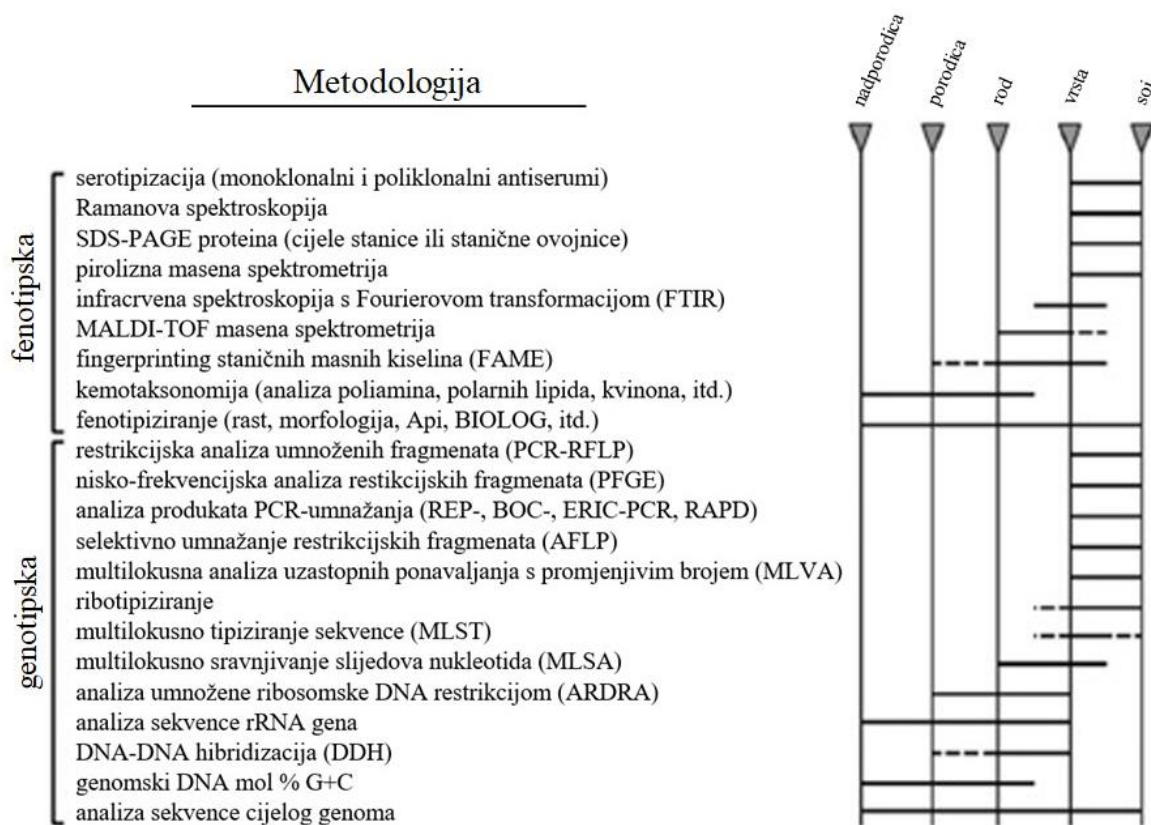 Metodologija
nadporodica
porodica
rod
vrsta
soj
fenotipska
serotipizacija (monoklonalni i poliklonalni antiserumi)
Ramanova spektroskopija
SDS-PAGE proteina (cijele stanice ili stanične ovojnice)
pirolizna masena spektrometrija
infracrvena spektroskopija s Fourierovom transformacijom (FTIR)
MALDI-TOF masena spektrometrija
fingerprinting staničnih masnih kiselina (FAME)
kemotaksonomija (analiza poliamina, polarnih lipida, kvinona, itd.)
fenotipiziranje (rast, morfologija, Api, BIOLOG, itd.)
genotipska
restrikcijska analiza umnoženih fragmenata (PCR-RFLP)
nisko-frekvencijska analiza restikcijskih fragmenata (PFGE)
analiza produkata PCR-umnažanja (REP-, BOC-, ERIC-PCR, RAPD)
selektivno umnažanje restrikcijskih fragmenata (AFLP)
multilokusna analiza uzastopnih ponavaljanja s promjenjivim brojem (MLVA)
ribotipiziranje
multilokusno tipiziranje sekvence (MLST)
multilokusno sravnjivanje slijedova nukleotida (MLSA)
analiza umnožene ribosomske DNA restrikcijom (ARDRA)
analiza sekvence rRNA gena
DNA-DNA hibridizacija (DDH)
genomski DNA mol % G+C
analiza sekvence cijelog genoma